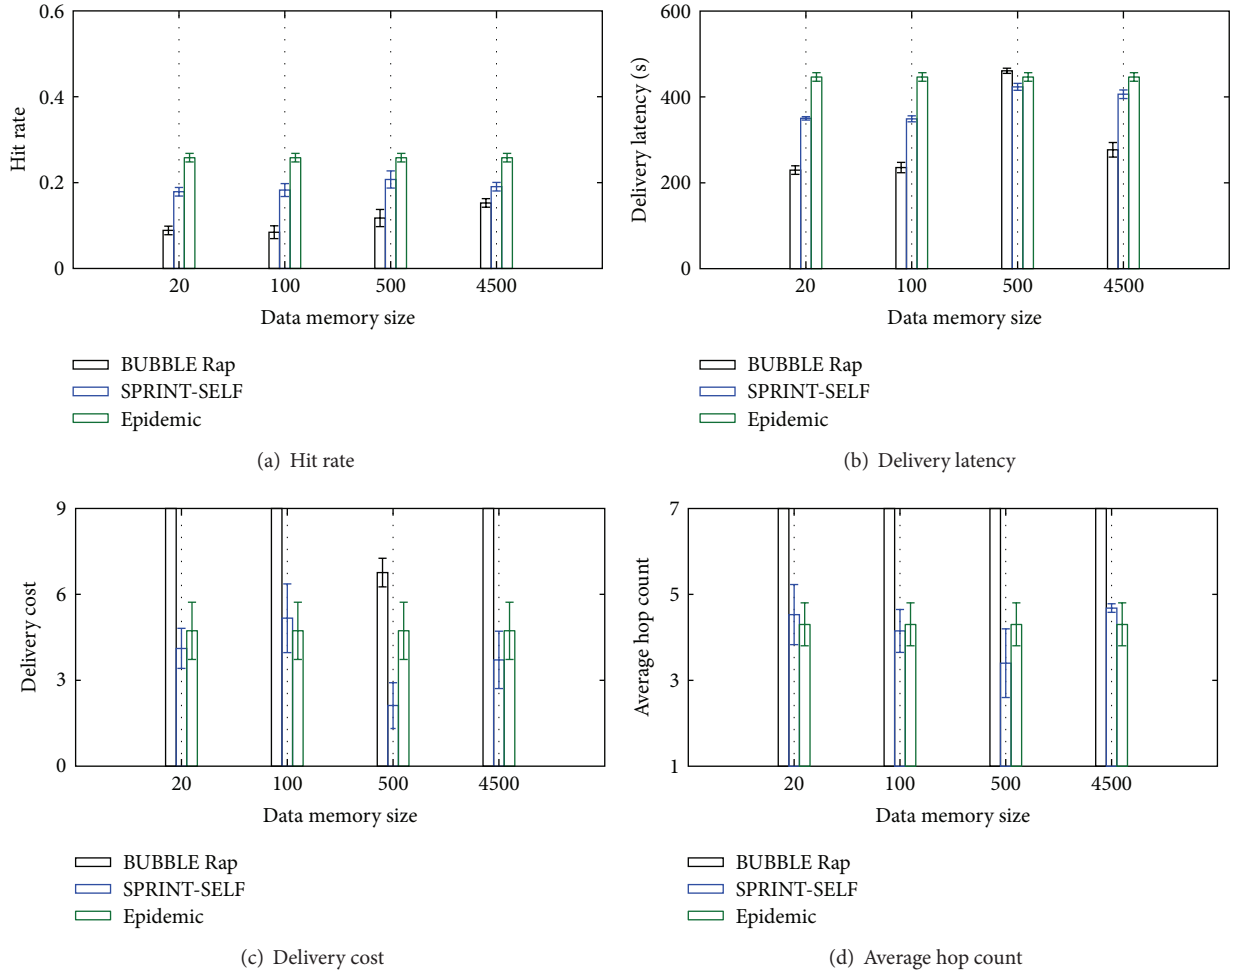 0.6
0.4
0.2
0
Hit rate
20 100 500 4500
Data memory size
BUBBLE Rap
SPRINT-SELF
Epidemic
(a) Hit rate
600
400
200
0
Delivery latency (s)
20 100 500 4500
Data memory size
BUBBLE Rap
SPRINT-SELF
Epidemic
(b) Delivery latency
9
6
3
0
Delivery cost
20 100 500 4500
Data memory size
BUBBLE Rap
SPRINT-SELF
Epidemic
(c) Delivery cost
7
5
3
1
Average hop count
20 100 500 4500
Data memory size
BUBBLE Rap
SPRINT-SELF
Epidemic
(d) Average hop count